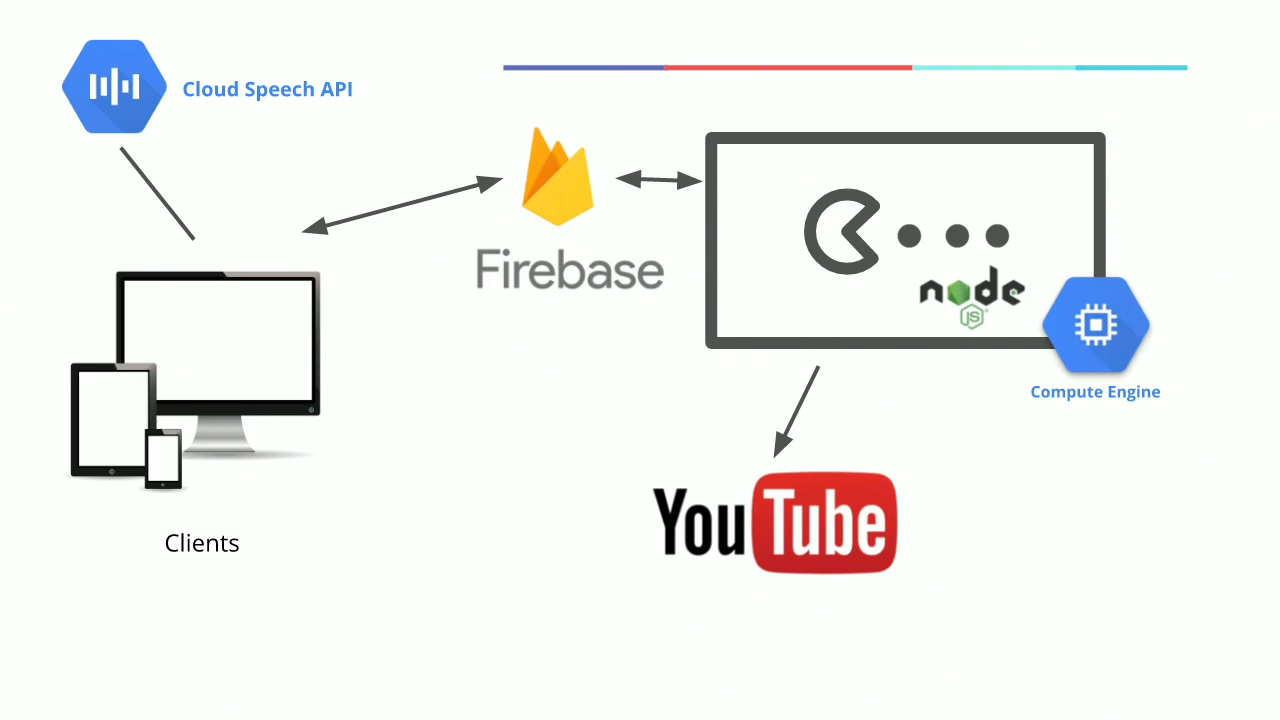 Cloud Speech API
Firebase
node
JS
Compute Engine
YouTube
Clients